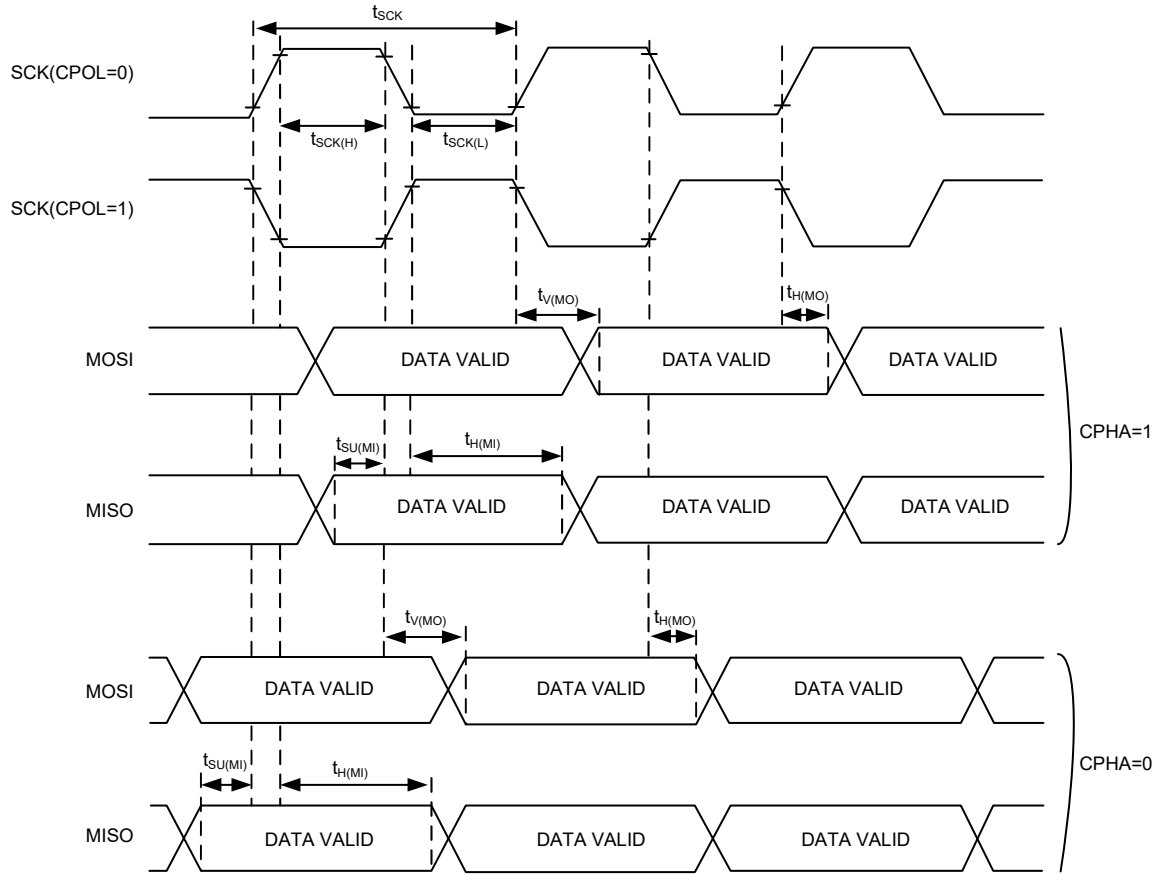 tSCK
SCK(CPOL=0)
tSCK(H)
tSCK(L)
SCK(CPOL=1)
tV(MO)
tH(MO)
MOSI
DATA VALID
DATA VALID
DATA VALID
CPHA=1
tSU(MI)
tH(MI)
MISO
DATA VALID
DATA VALID
DATA VALID
tV(MO)
tH(MO)
MOSI
DATA VALID
DATA VALID
DATA VALID
CPHA=0
tSU(MI)
tH(MI)
MISO
DATA VALID
DATA VALID
DATA VALID